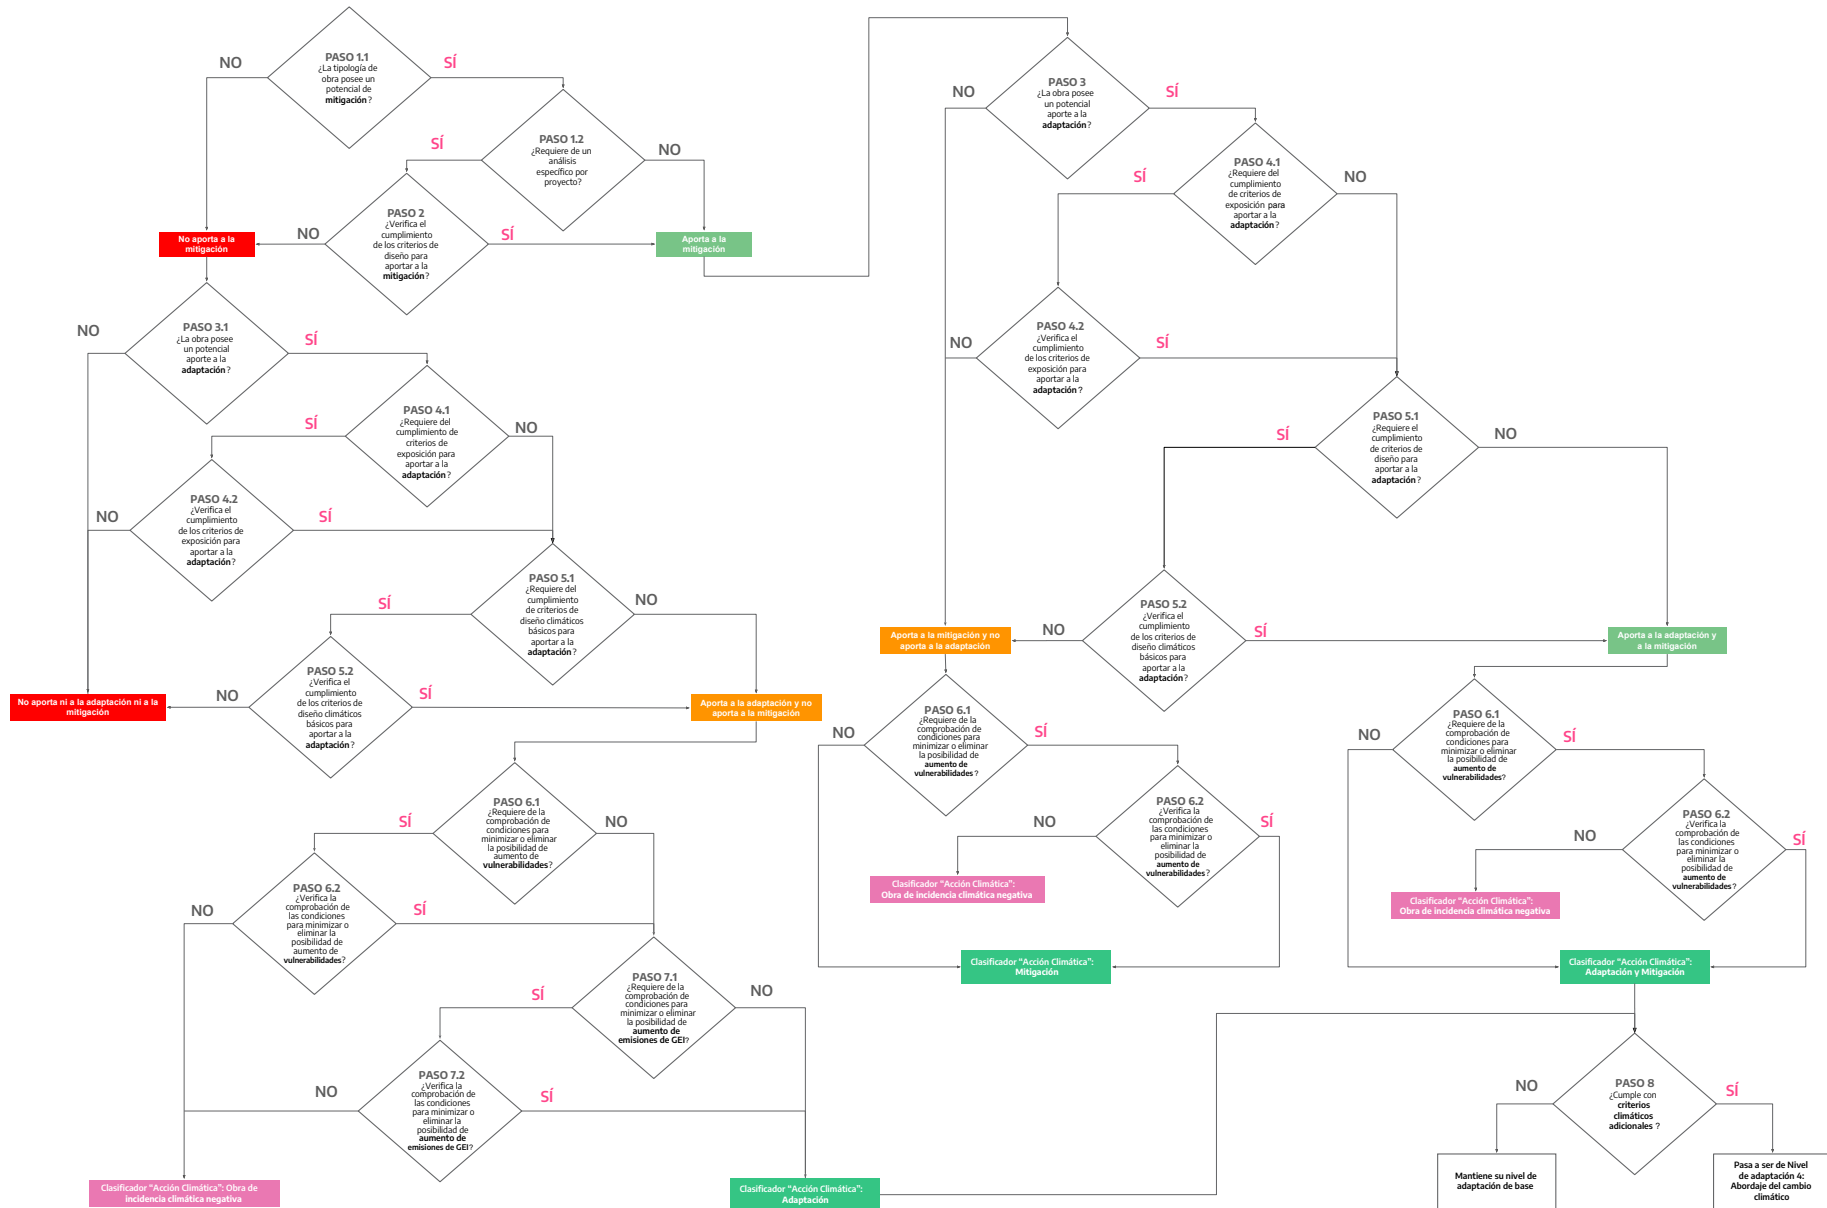 PASO 1.1
¿La tipología de
obra posee un
potencial de
mitigación?
NO
SÍ
PASO 1.2
¿Requiere de un
análisis
específico por
proyecto?
SÍ
NO
PASO 2
¿Verifica el
cumplimiento
de los criterios de
diseño para
aportar a la
mitigación?
NO
SÍ
No aporta a la
mitigación
Aporta a la
mitigación
PASO 3.1
¿La obra posee
un potencial
aporte a la
adaptación?
NO
SÍ
PASO 4.1
¿Requiere del
cumplimiento de
criterios de
exposición para
aportar a la
adaptación?
SÍ
NO
PASO 4.2
¿Verifica el
cumplimiento
de los criterios de
exposición para
aportar a la
adaptación?
NO
SÍ
PASO 5.1
¿Requiere del
cumplimiento
de criterios de
diseño climáticos
básicos para
aportar a la
adaptación?
SÍ
NO
PASO 5.2
¿Verifica el
cumplimiento
de los criterios de
diseño climáticos
básicos para
aportar a la
adaptación?
NO
SÍ
No aporta ni a la adaptación ni a la
mitigación
Aporta a la adaptación y no
aporta a la mitigación
PASO 6.1
¿Requiere de la
comprobación de
condiciones para
minimizar o eliminar
la posibilidad de
aumento de
vulnerabilidades?
SÍ
NO
PASO 6.2
¿Verifica la
comprobación de
las condiciones
para minimizar o
eliminar la
posibilidad de
aumento de
vulnerabilidades?
NO
SÍ
PASO 7.1
¿Requiere de la
comprobación de
condiciones para
minimizar o eliminar
la posibilidad de
aumento de
emisiones de GEI?
SÍ
NO
PASO 7.2
¿Verifica la
comprobación de
las condiciones
para minimizar o
eliminar la
posibilidad de
aumento de
emisiones de GEI?
NO
SÍ
Clasificador “Acción Climática”: Obra de
incidencia climática negativa
Clasificador “Acción Climática”:
Adaptación
PASO 3
¿La obra posee
un potencial
aporte a la
adaptación?
NO
SÍ
PASO 4.1
¿Requiere del
cumplimiento
de criterios de
exposición para
aportar a la
adaptación?
SÍ
NO
PASO 4.2
¿Verifica el
cumplimiento
de los criterios de
exposición para
aportar a la
adaptación?
NO
SÍ
PASO 5.1
¿Requiere el
cumplimiento
de criterios de
diseño para
aportar a la
adaptación?
SÍ
NO
PASO 5.2
¿Verifica el
cumplimiento
de los criterios de
diseño climáticos
básicos para
aportar a la
adaptación?
NO
SÍ
Aporta a la mitigación y no
aporta a la adaptación
Aporta a la adaptación y
a la mitigación
PASO 6.1
¿Requiere de la
comprobación de
condiciones para
minimizar o eliminar
la posibilidad de
aumento de
vulnerabilidades?
NO
SÍ
PASO 6.2
¿Verifica la
comprobación de
las condiciones
para minimizar o
eliminar la
posibilidad de
aumento de
vulnerabilidades?
NO
SÍ
Clasificador “Acción Climática”:
Obra de incidencia climática negativa
Clasificador “Acción Climática”:
Mitigación
PASO 6.1
¿Requiere de la
comprobación de
condiciones para
minimizar o eliminar
la posibilidad de
aumento de
vulnerabilidades?
NO
SÍ
PASO 6.2
¿Verifica la
comprobación de
las condiciones
para minimizar o
eliminar la
posibilidad de
aumento de
vulnerabilidades?
NO
SÍ
Clasificador “Acción Climática”:
Obra de incidencia climática negativa
Clasificador “Acción Climática”:
Adaptación y Mitigación
PASO 8
¿Cumple con
criterios
climáticos
adicionales ?
NO
SÍ
Mantiene su nivel de
adaptación de base
Pasa a ser de Nivel
de adaptación 4:
Abordaje del cambio
climático